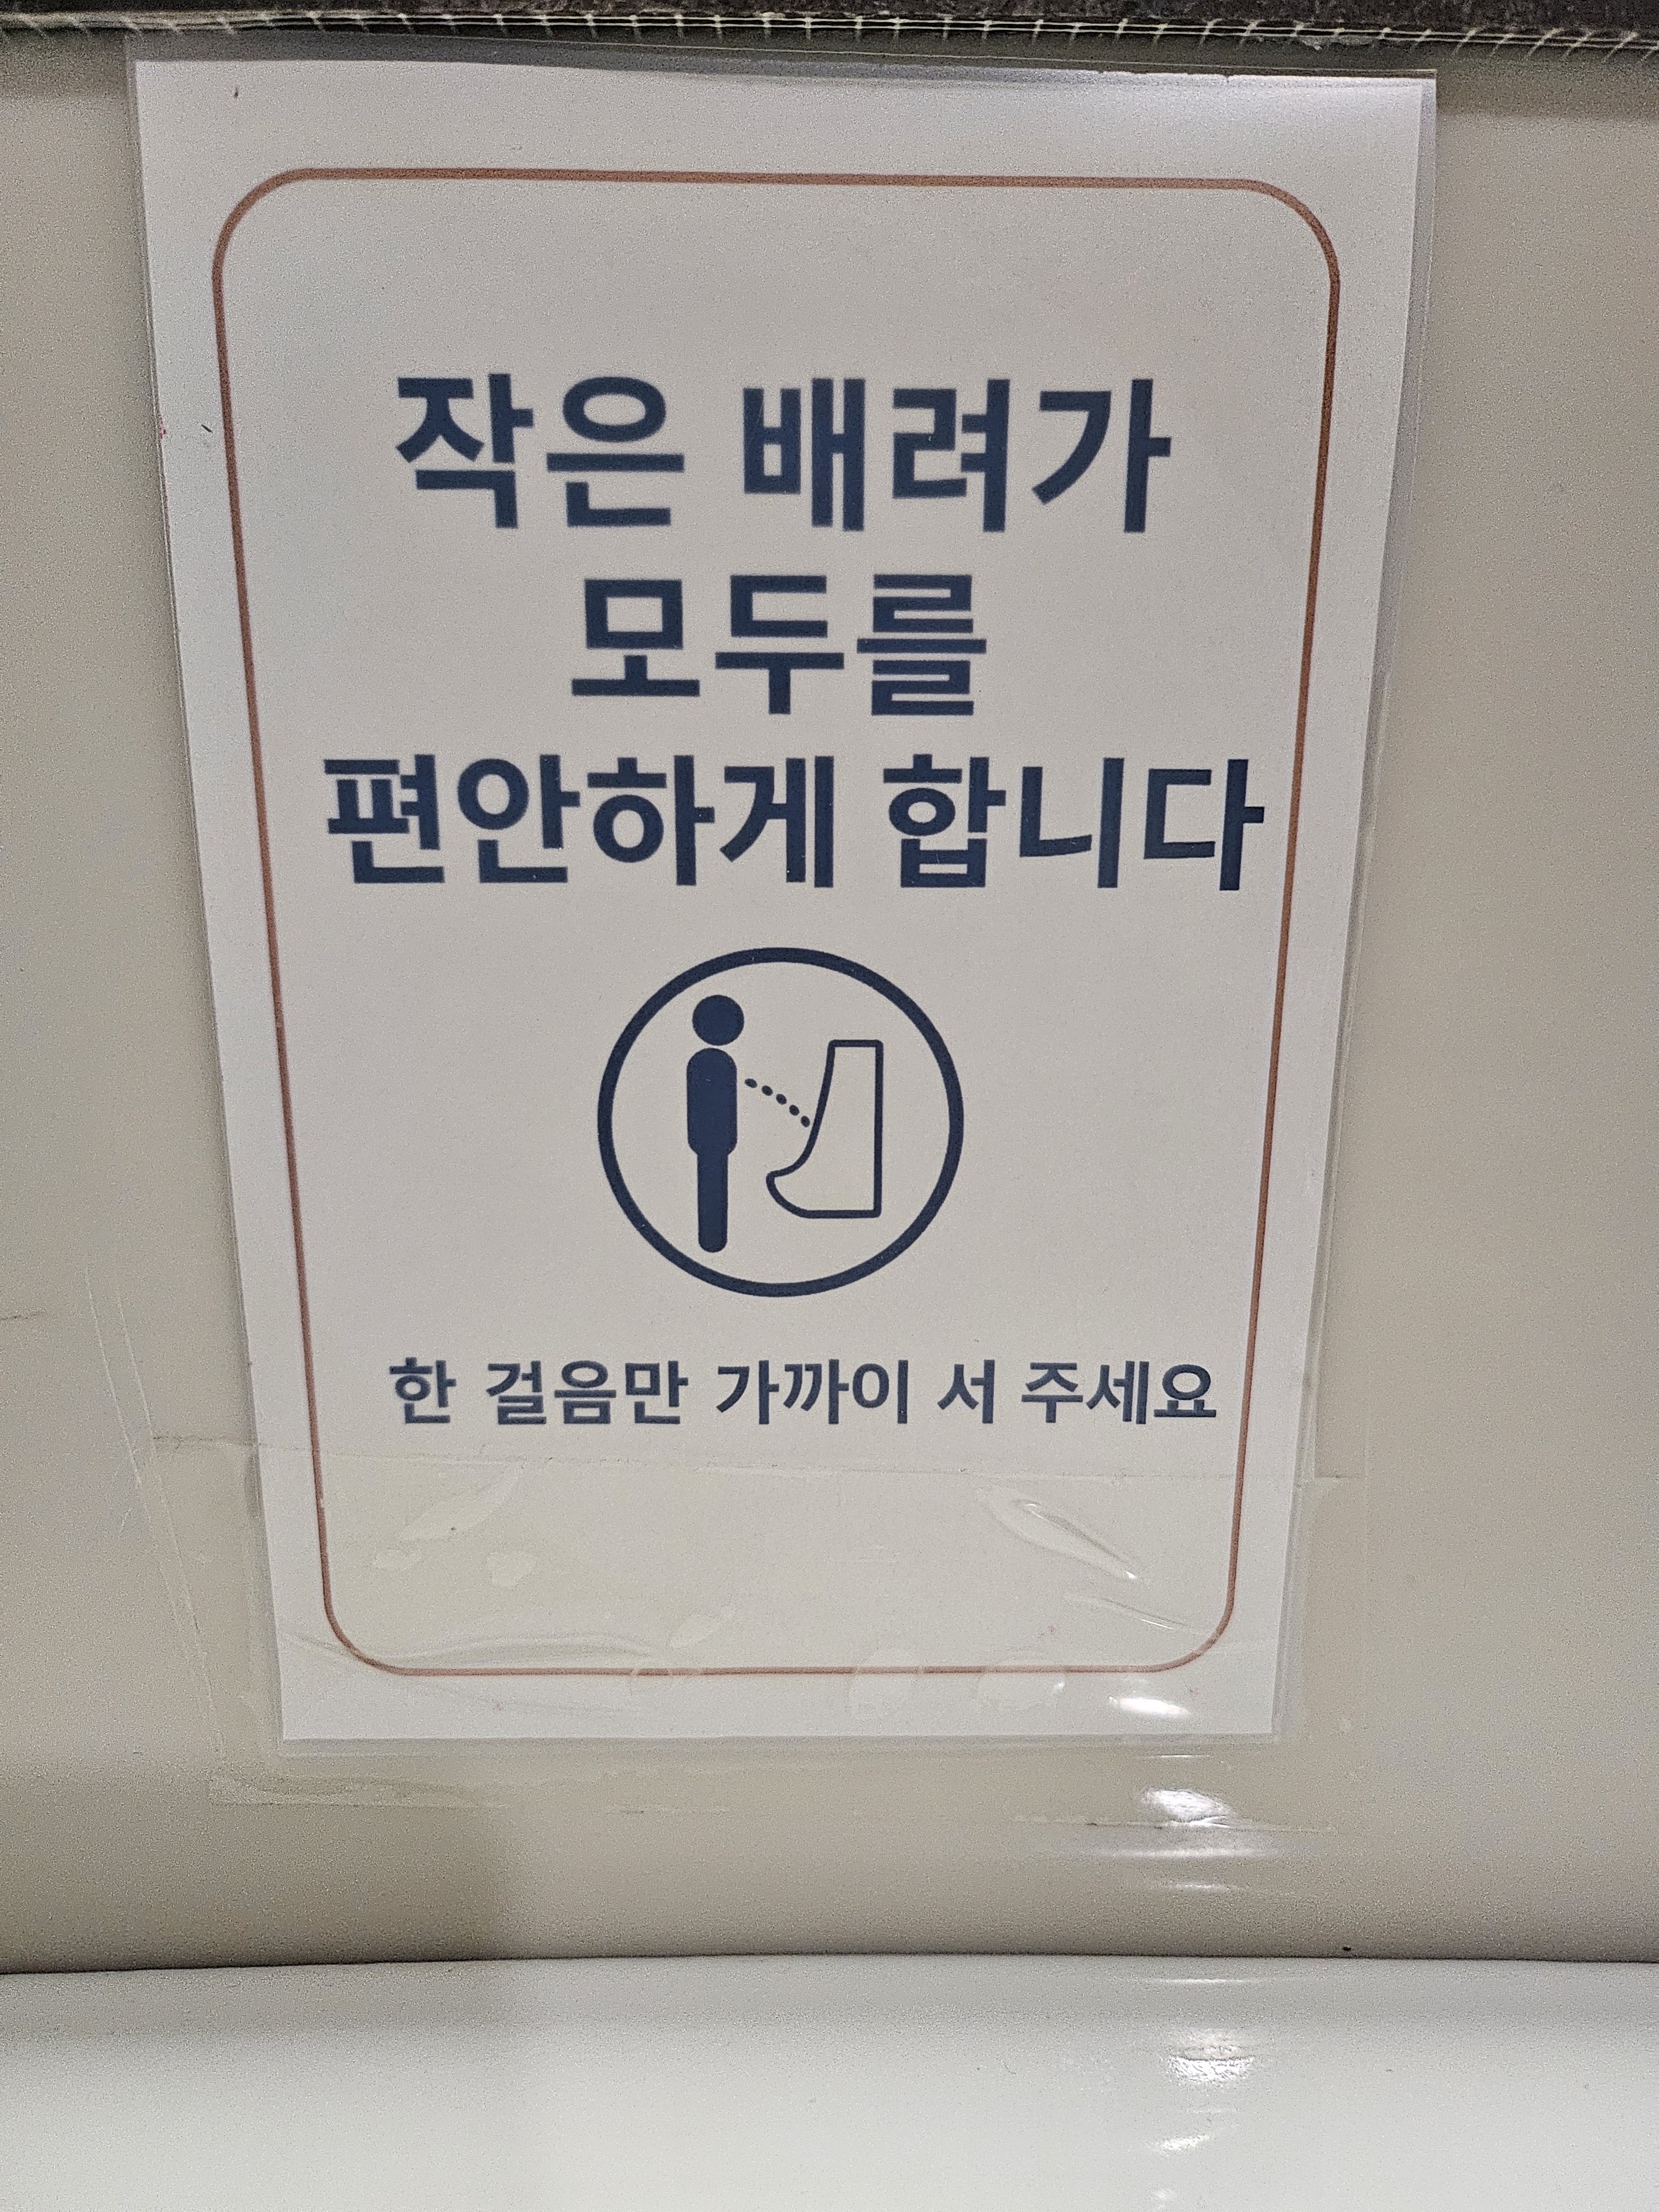 작은 배려가
모두를
편안하게 합니다
한 걸음만 가까이 서 주세요